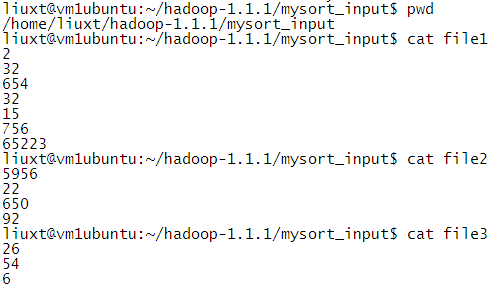 liuxt@vm1ubuntu:~/hadoop-1.1.1/mysort_input$ pwd
/home/liuxt/hadoop-1.1.1/mysort_input
liuxt@vm1ubuntu:~/hadoop-1.1.1/mysort_input$ cat file1
2
32
654
32
15
756
65223
liuxt@vm1ubuntu:~/hadoop-1.1.1/mysort_input$ cat file2
5956
22
650
92
liuxt@vm1ubuntu:~/hadoop-1.1.1/mysort_input$ cat file3
26
54
6